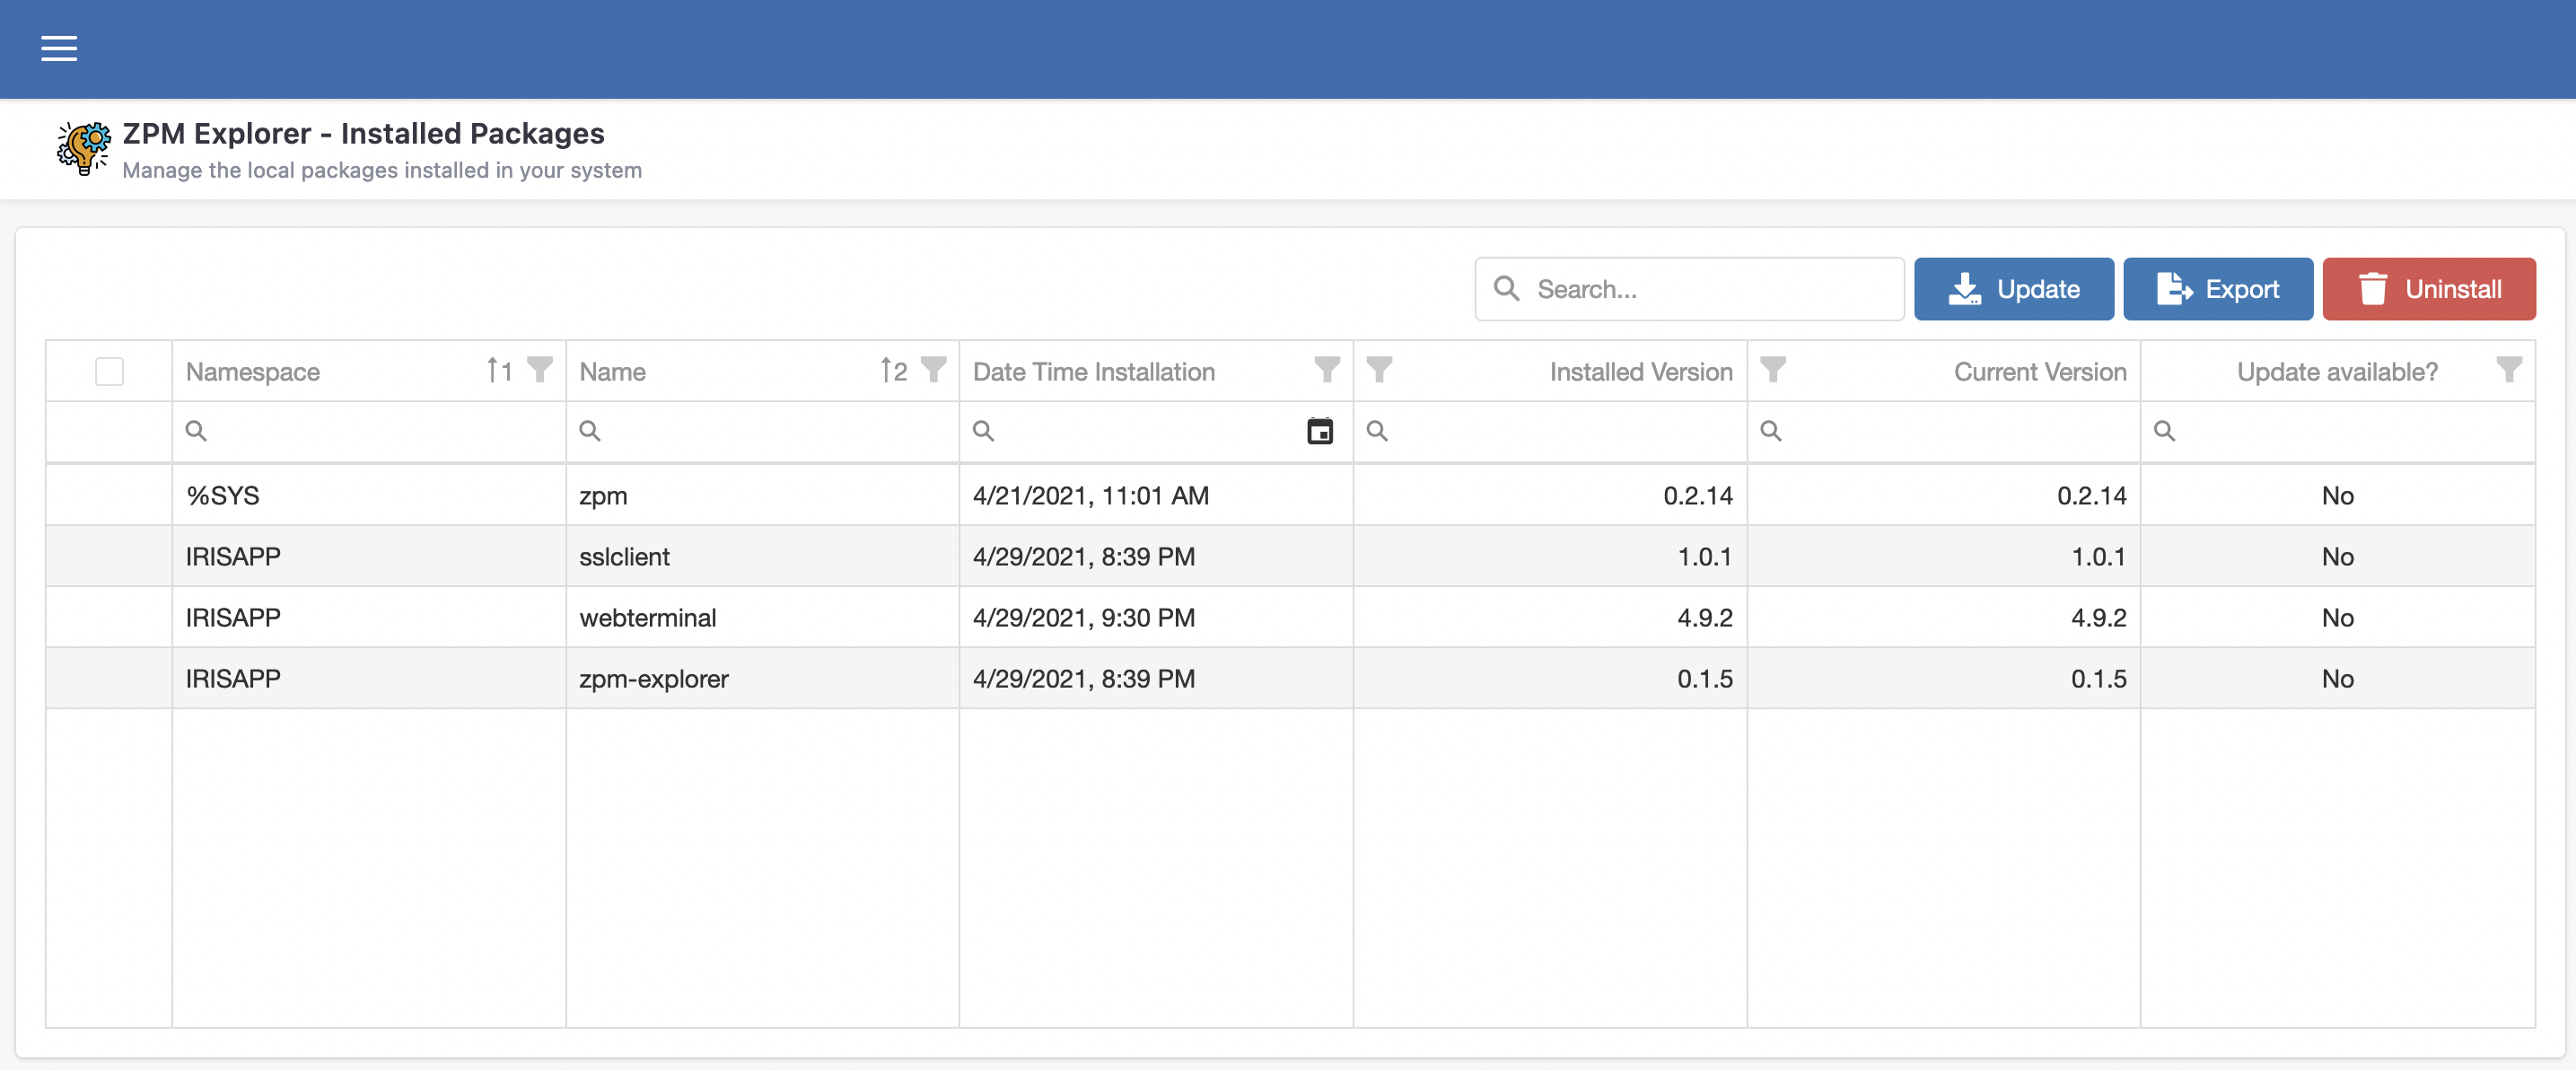 ZPM Explorer - Installed Packages
Manage the local packages installed in your system
Search... Update Export Uninstall
Namespace 1 Name 2 Date Time Installation Installed Version Current Version Update available?
%SYS zpm 4/21/2021, 11:01 AM 0.2.14 0.2.14 No
IRISAPP sslclient 4/29/2021, 8:39 PM 1.0.1 1.0.1 No
IRISAPP webterminal 4/29/2021, 9:30 PM 4.9.2 4.9.2 No
IRISAPP zpm-explorer 4/29/2021, 8:39 PM 0.1.5 0.1.5 No